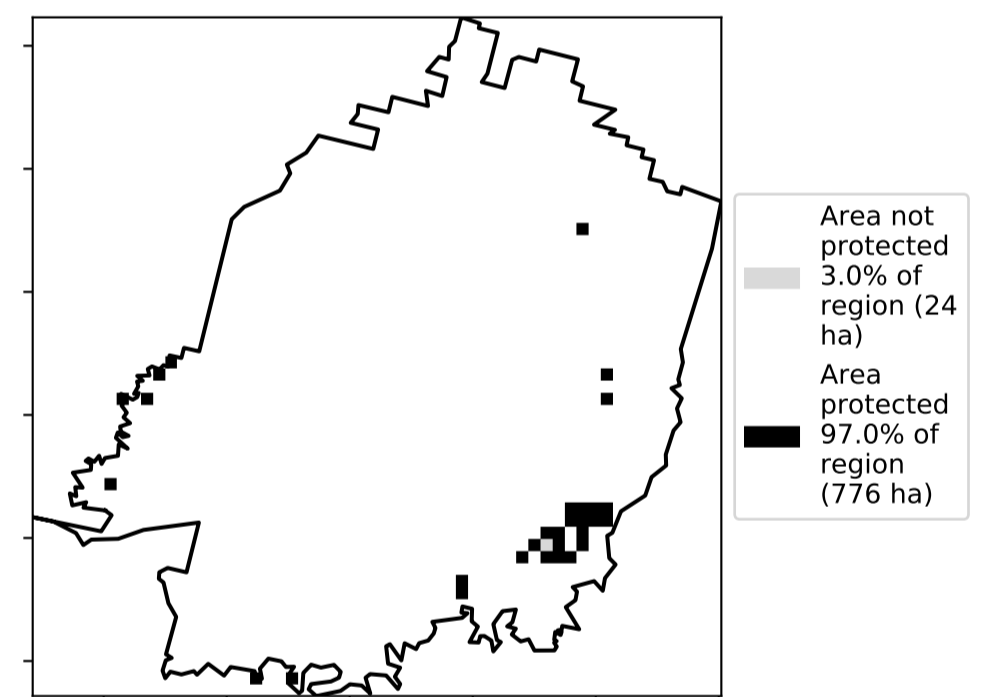 Area not
protected
3.0% of
region (24
ha)
Area
protected
97.0% of
region
(776 ha)